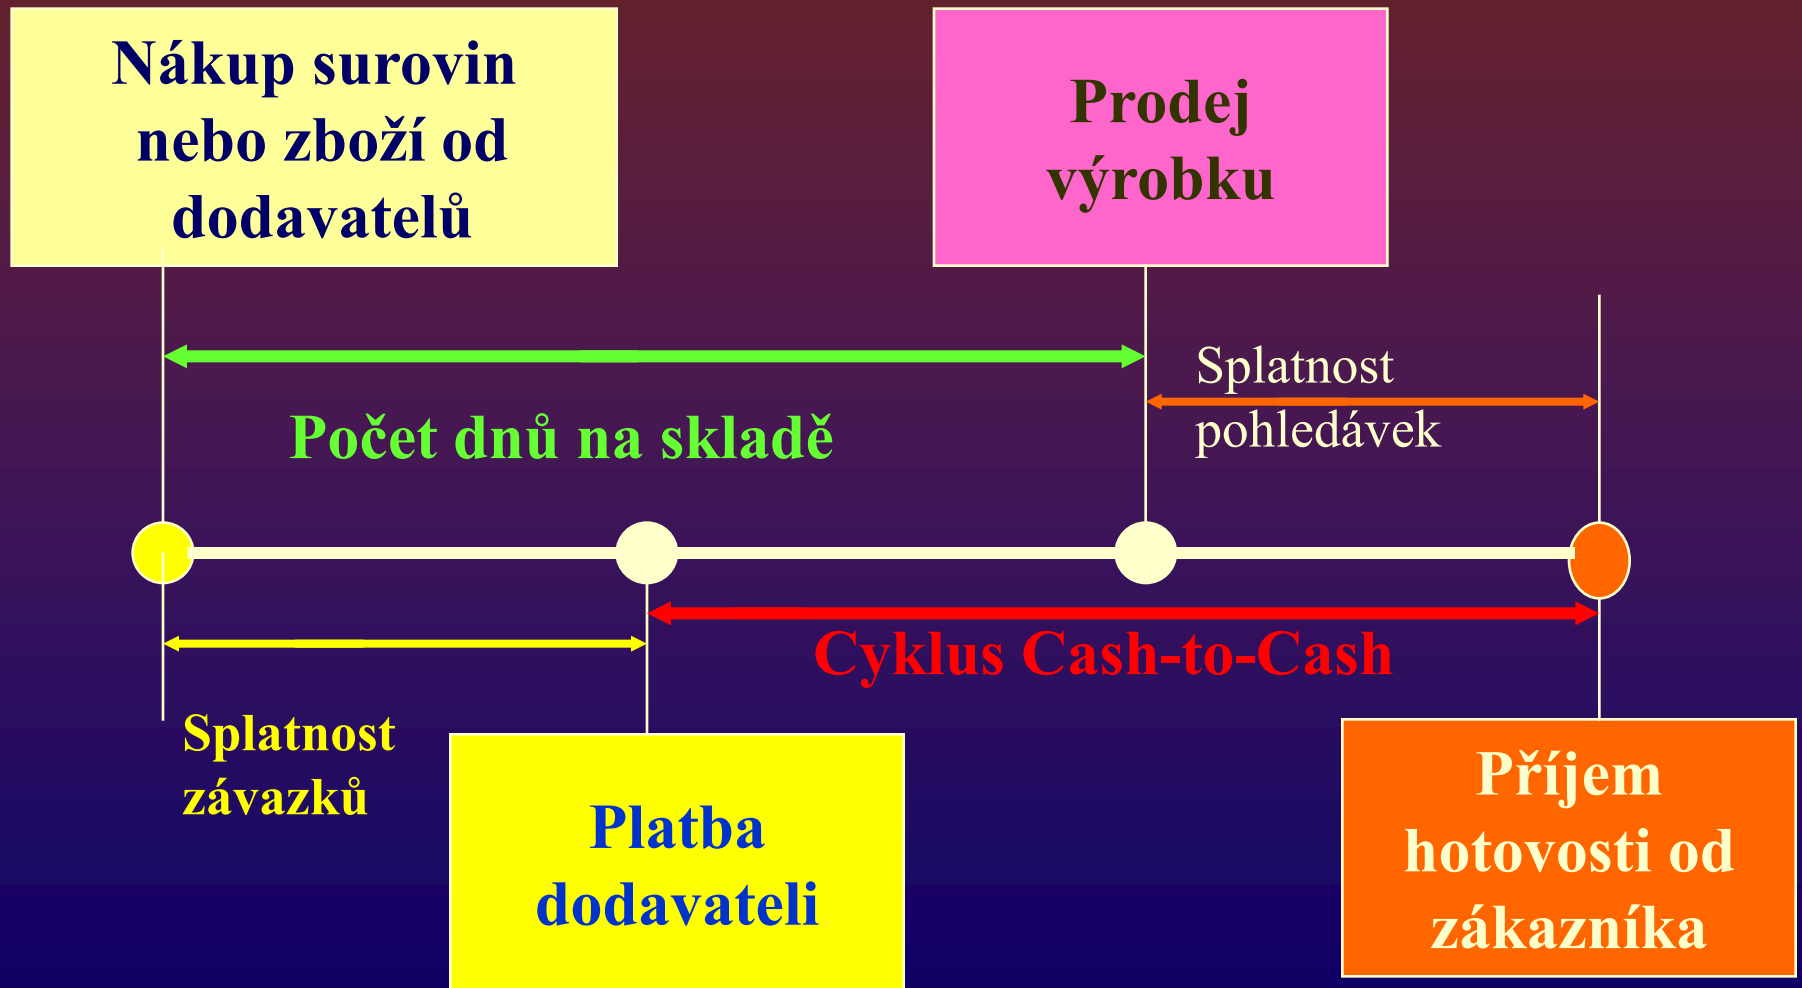 Nákup surovin
nebo zboží od
dodavatelů
Prodej
výrobku
Splatnost
pohledávek
Počet dnů na skladě
Cyklus Cash-to-Cash
Splatnost
závazků
Platba
dodavateli
Příjem
hotovosti od
zákazníka